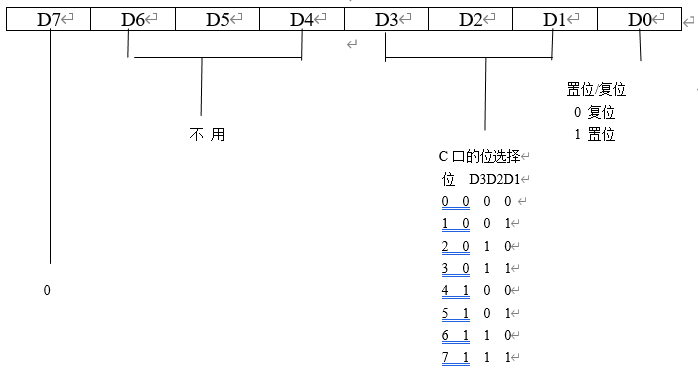 D7 D6 D5 D4 D3 D2 D1 D0
置位/复位
0 复位
1 置位
不 用
C 口的位选择
位 D3D2D1
0 0 0 0
1 0 0 1
2 0 1 0
3 0 1 1
4 1 0 0
5 1 0 1
6 1 1 0
7 1 1 1
0